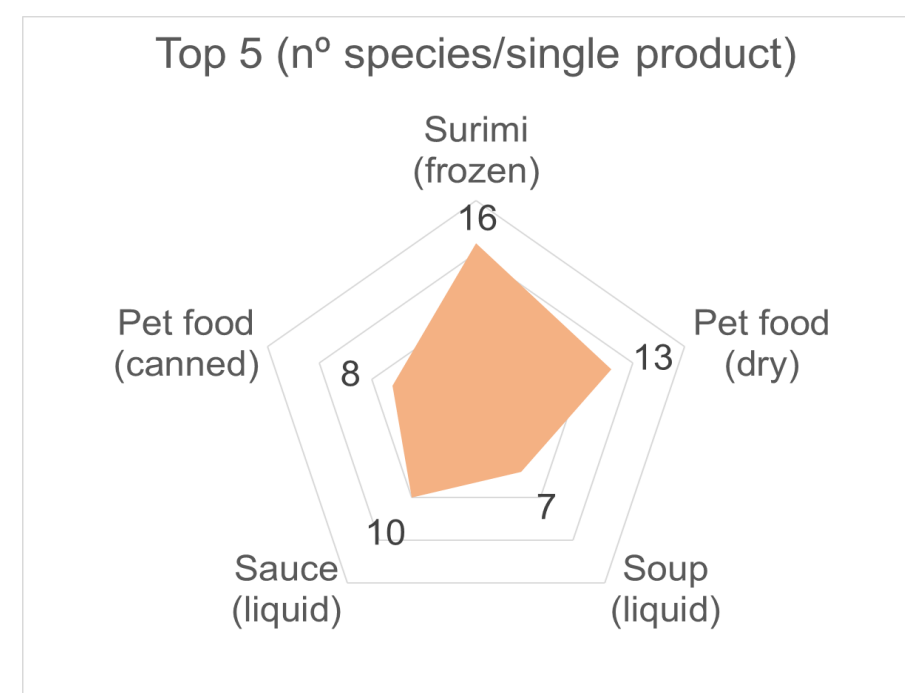 Top 5 (nº species/single product)
Surimi
(frozen)
16
Pet food
(canned)
8
Pet food
(dry)
13
Sauce
(liquid)
10
Soup
(liquid)
7